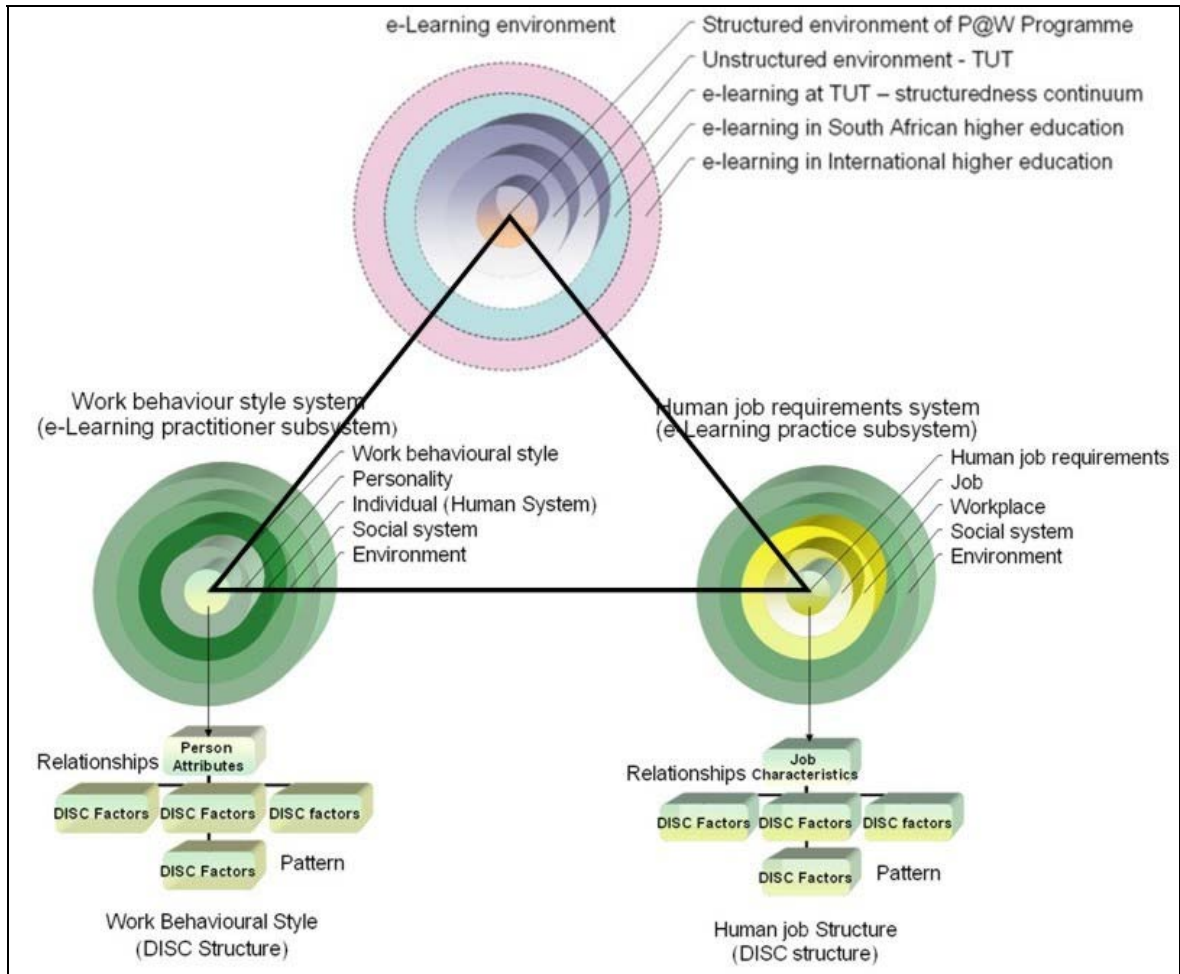 e-Learning environment
Structured environment of P@W Programme
Unstructured environment - TUT
e-learning at TUT – structuredness continuum
e-learning in South African higher education
e-learning in International higher education
Work behaviour style system
(e-Learning practitioner subsystem)
Work behavioural style
Personality
Individual (Human System)
Social system
Environment
Human job requirements system
(e-Learning practice subsystem)
Human job requirements
Job
Workplace
Social system
Environment
Person
Attributes
Relationships
DISC Factors
DISC Factors
DISC factors
DISC Factors
Pattern
Work Behavioural Style
(DISC Structure)
Job
Relationships characteristics
DISC Factors
DISC Factors
DISC factors
DISC Factors
Pattern
Human job Structure
(DISC structure)